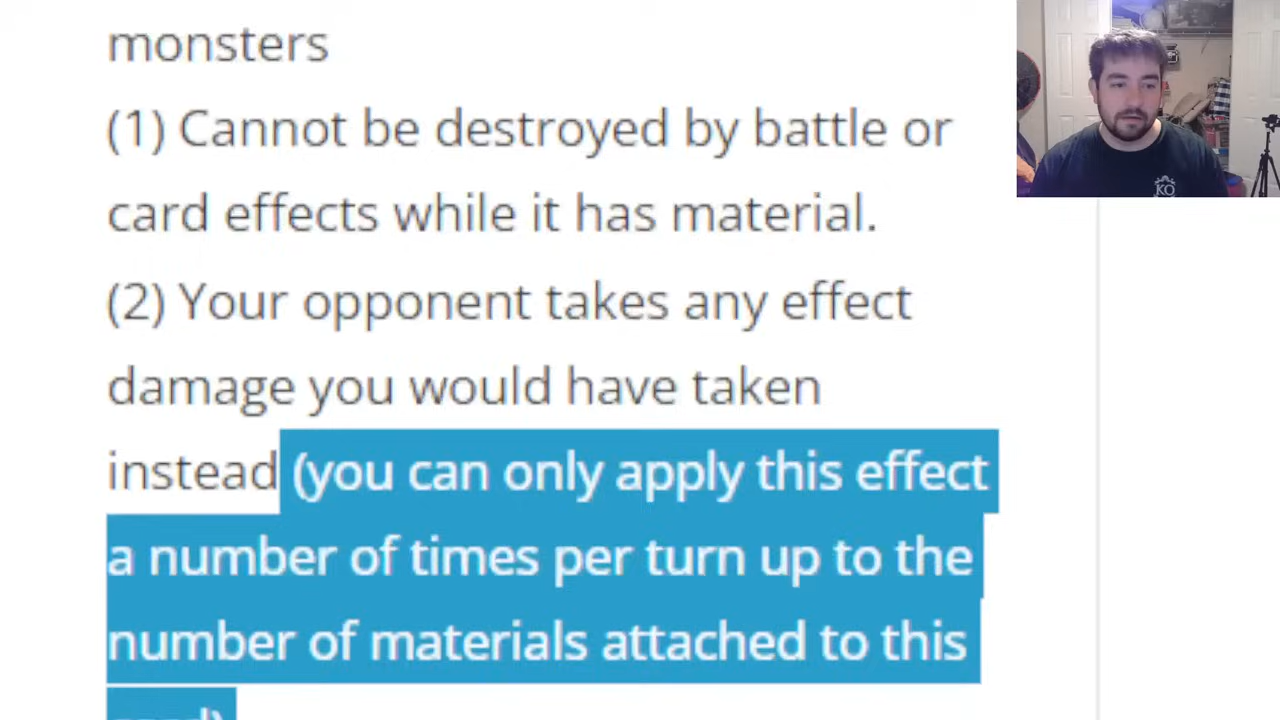 monsters
(1) Cannot be destroyed by battle or
card effects while it has material.
(2) Your opponent takes any effect
damage you would have taken
instead (you can only apply this effect
a number of times per turn up to the
number of materials attached to this
card)
KO